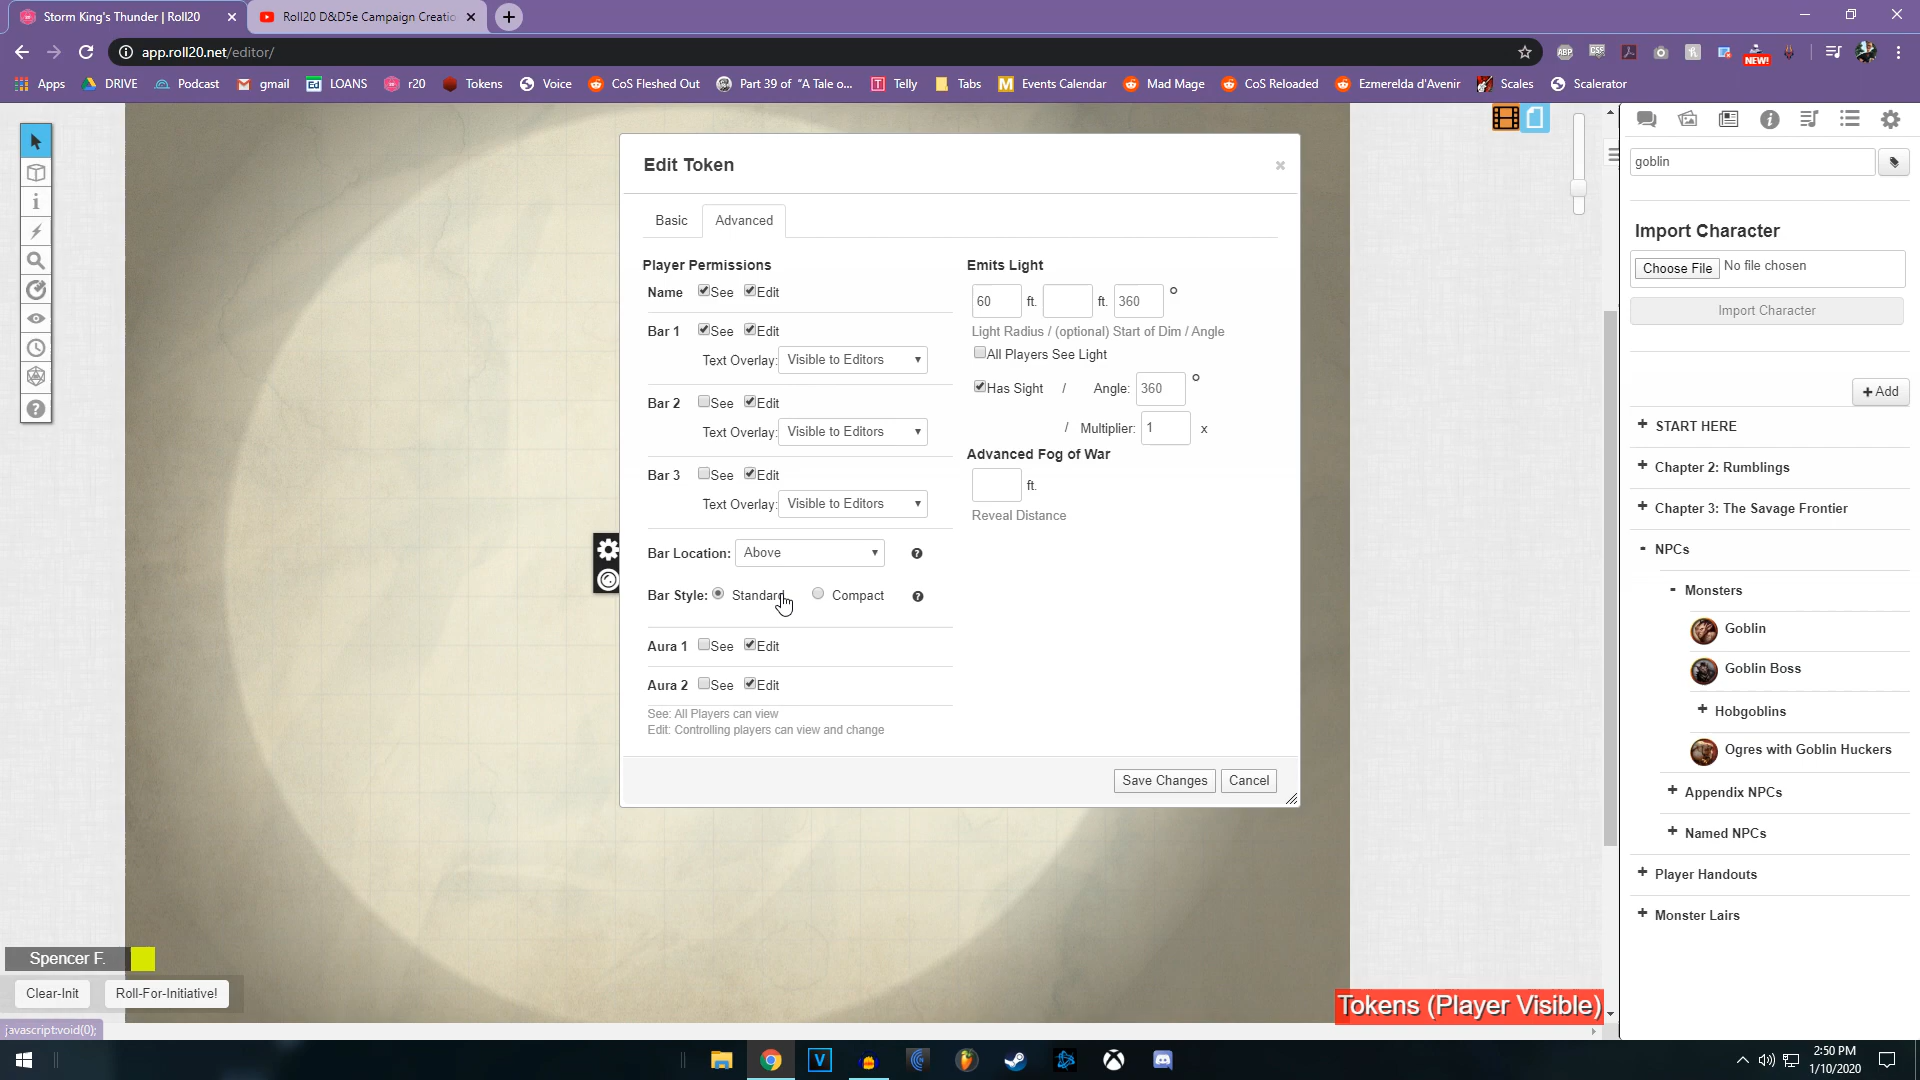 Storm King's Thunder | Roll20
Roll20 D&D5e Campaign Creatio
app.roll20.net/editor/
NEW!
Apps
DRIVE
Podcast
gmail
LOANS
r20
Tokens
Voice
CoS Fleshed Out
Part 39 of "A Tale o...
Telly
Tabs
Events Calendar
Mad Mage
CoS Reloaded
Ezmerelda d'Avenir
Scales
Scalerator
Edit Token
Basic
Advanced
Player Permissions
Name See Edit
Bar 1 See Edit
Text Overlay: Visible to Editors
Bar 2 See Edit
Text Overlay: Visible to Editors
Bar 3 See Edit
Text Overlay: Visible to Editors
Bar Location: Above
Bar Style: Standard Compact
Aura 1 See Edit
Aura 2 See Edit
See: All Players can view
Edit: Controlling players can view and change
Emits Light
60 ft. ft. 360 °
Light Radius / (optional) Start of Dim / Angle
All Players See Light
Has Sight / Angle: 360 °
/ Multiplier: 1 x
Advanced Fog of War
ft.
Reveal Distance
Save Changes
Cancel
goblin
Import Character
Choose File No file chosen
Import Character
+ Add
+ START HERE
+ Chapter 2: Rumblings
+ Chapter 3: The Savage Frontier
- NPCs
- Monsters
Goblin
Goblin Boss
+ Hobgoblins
Ogres with Goblin Huckers
+ Appendix NPCs
+ Named NPCs
+ Player Handouts
+ Monster Lairs
Spencer F.
Clear-Init
Roll-For-Initiative!
javascript:void(0);
Tokens (Player Visible)
2:50 PM
1/10/2020